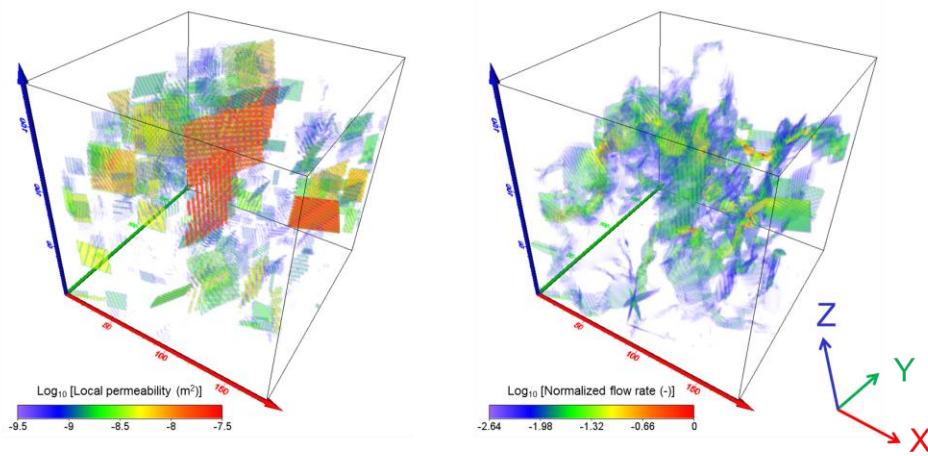 50
100
150
Log₁₀ [Local permeability (m²)]
-9.5 -9 -8.5 -8 -7.5
50
100
150
Log₁₀ [Normalized flow rate (-)]
-2.64 -1.98 -1.32 -0.66 0
Z
Y
X